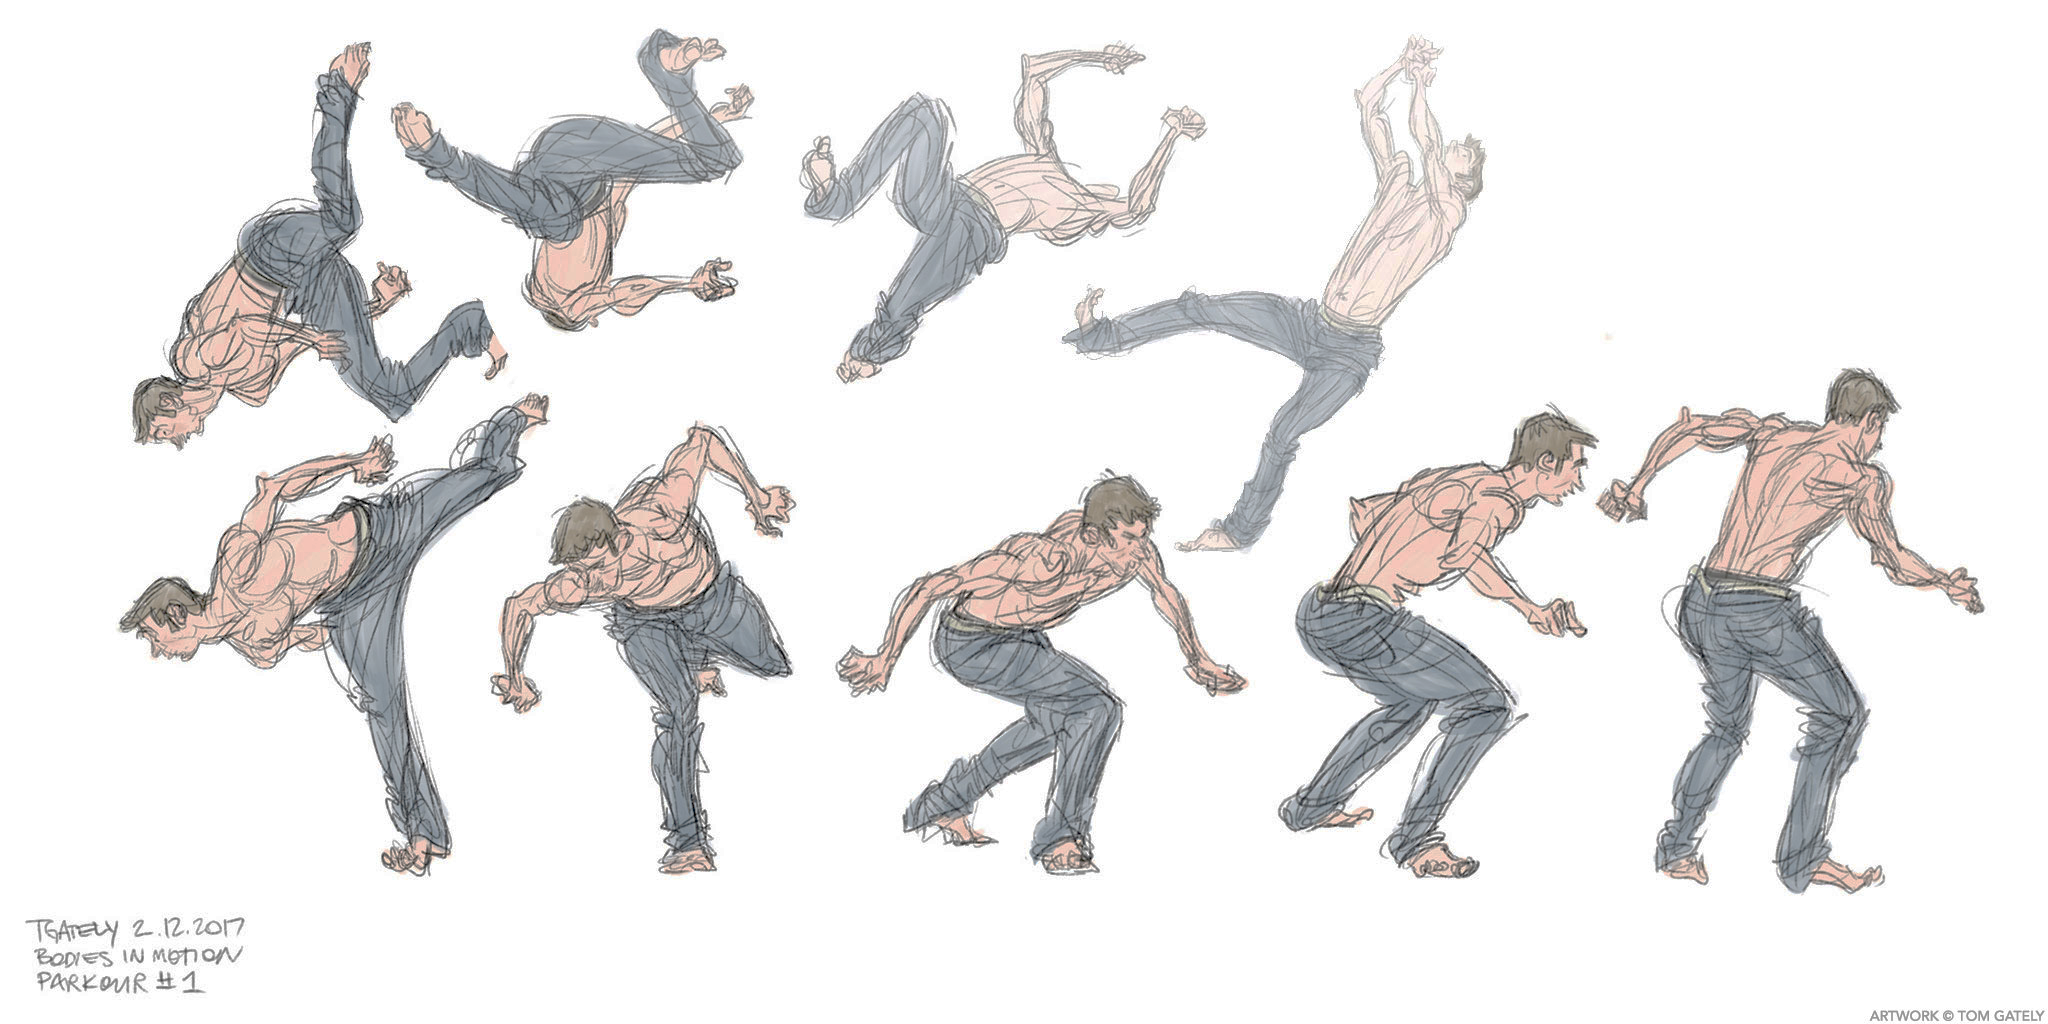 TGATELY 2.12.2017
BODIES IN MOTION
PARKOUR #1
ARTWORK © TOM GATELY